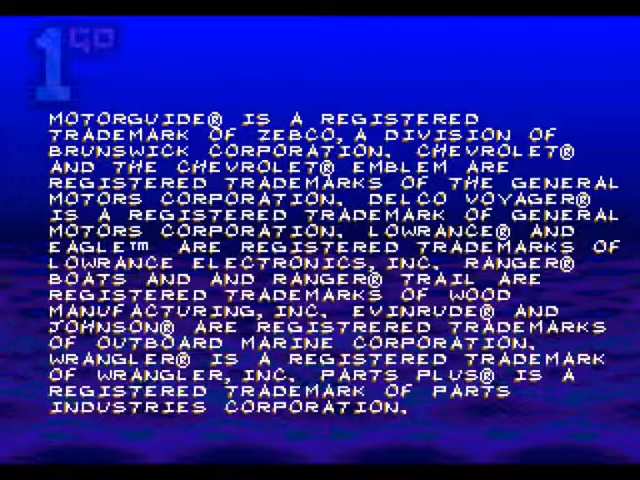 1 GO
MOTORGUIDE® IS A REGISTERED
TRADEMARK OF ZEBCO, A DIVISION OF
BRUNSWICK CORPORATION. CHEVROLET®
AND THE CHEVROLET® EMBLEM ARE
REGISTERED TRADEMARKS OF THE GENERAL
MOTORS CORPORATION. DELCO VOYAGER®
IS A REGISTERED TRADEMARK OF GENERAL
MOTORS CORPORATION. LOWRANCE® AND
EAGLE™ ARE REGISTERED TRADEMARKS OF
LOWRANCE ELECTRONICS, INC. RANGER®
BOATS AND AND RANGER® TRAIL ARE
REGISTERED TRADEMARKS OF WOOD
MANUFACTURING, INC. EVINRUDE® AND
JOHNSON® ARE REGISTRERED TRADEMARKS
OF OUTBOARD MARINE CORPORATION.
WRANGLER® IS A REGISTERED TRADEMARK
OF WRANGLER, INC. PARTS PLUS® IS A
REGISTERED TRADEMARK OF PARTS
INDUSTRIES CORPORATION.